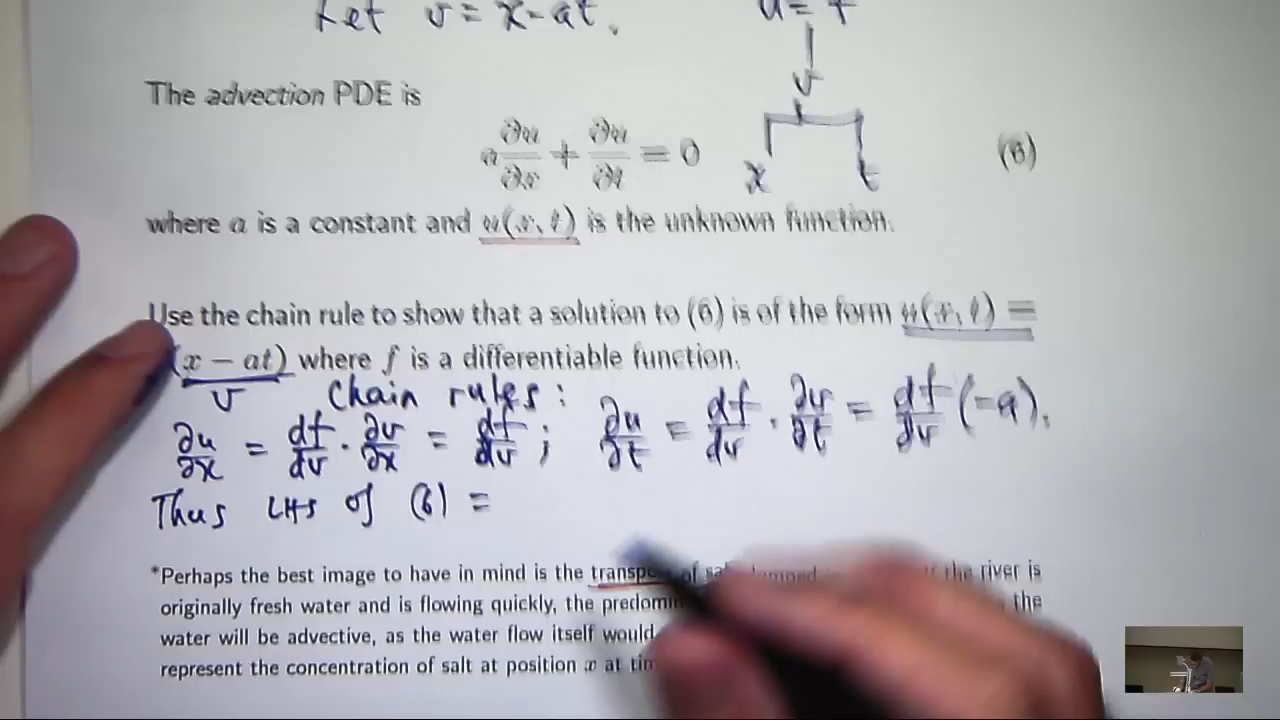 Let v = x - at.
u = f
v
x t
The advection PDE is
a ∂u/∂x + ∂u/∂t = 0 (6)
where a is a constant and u(x, t) is the unknown function.
Use the chain rule to show that a solution to (6) is of the form u(x, t) =
(x − at) where f is a differentiable function.
v Chain rules:
∂u/∂x = df/dv · ∂v/∂x = df/dv ; ∂u/∂t = df/dv · ∂v/∂t = df/dv (-a).
Thus LHS of (6) =
*Perhaps the best image to have in mind is the of the river is
originally fresh water and is flowing quickly, the the
water will be advective, as the water flow itself would
represent the concentration of salt at position x at